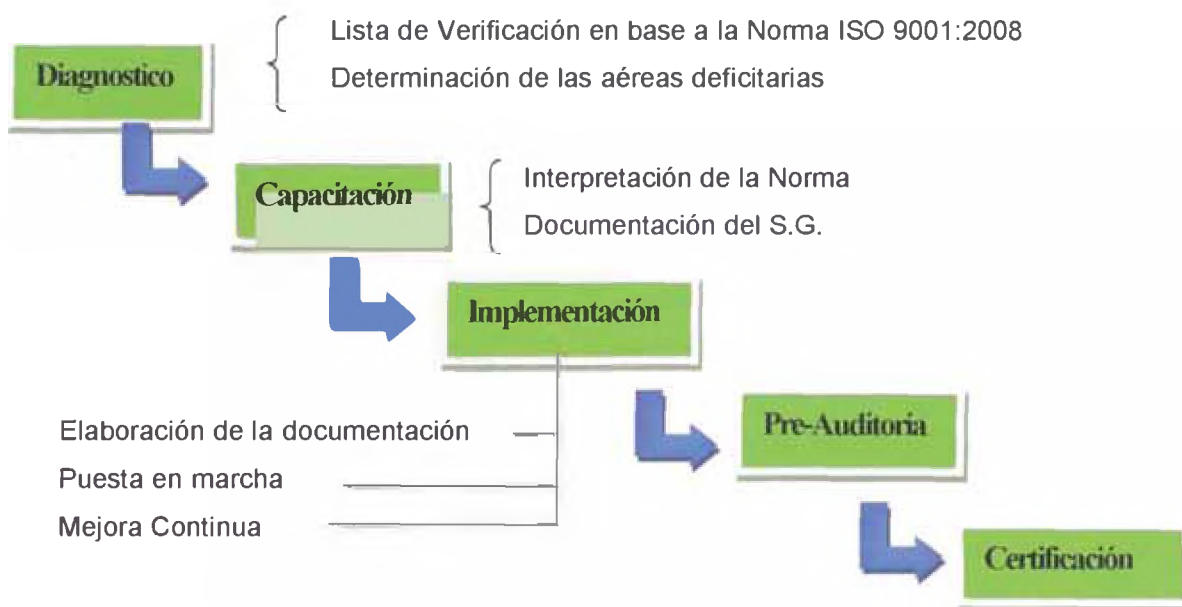 Lista de Verificación en base a la Norma ISO 9001:2008
Diagnostico
Determinación de las aéreas deficitarias
Capacitación
Interpretación de la Norma
Documentación del S.G.
Implementación
Elaboración de la documentación
Pre-Auditoria
Puesta en marcha
Mejora Continua
Certificación